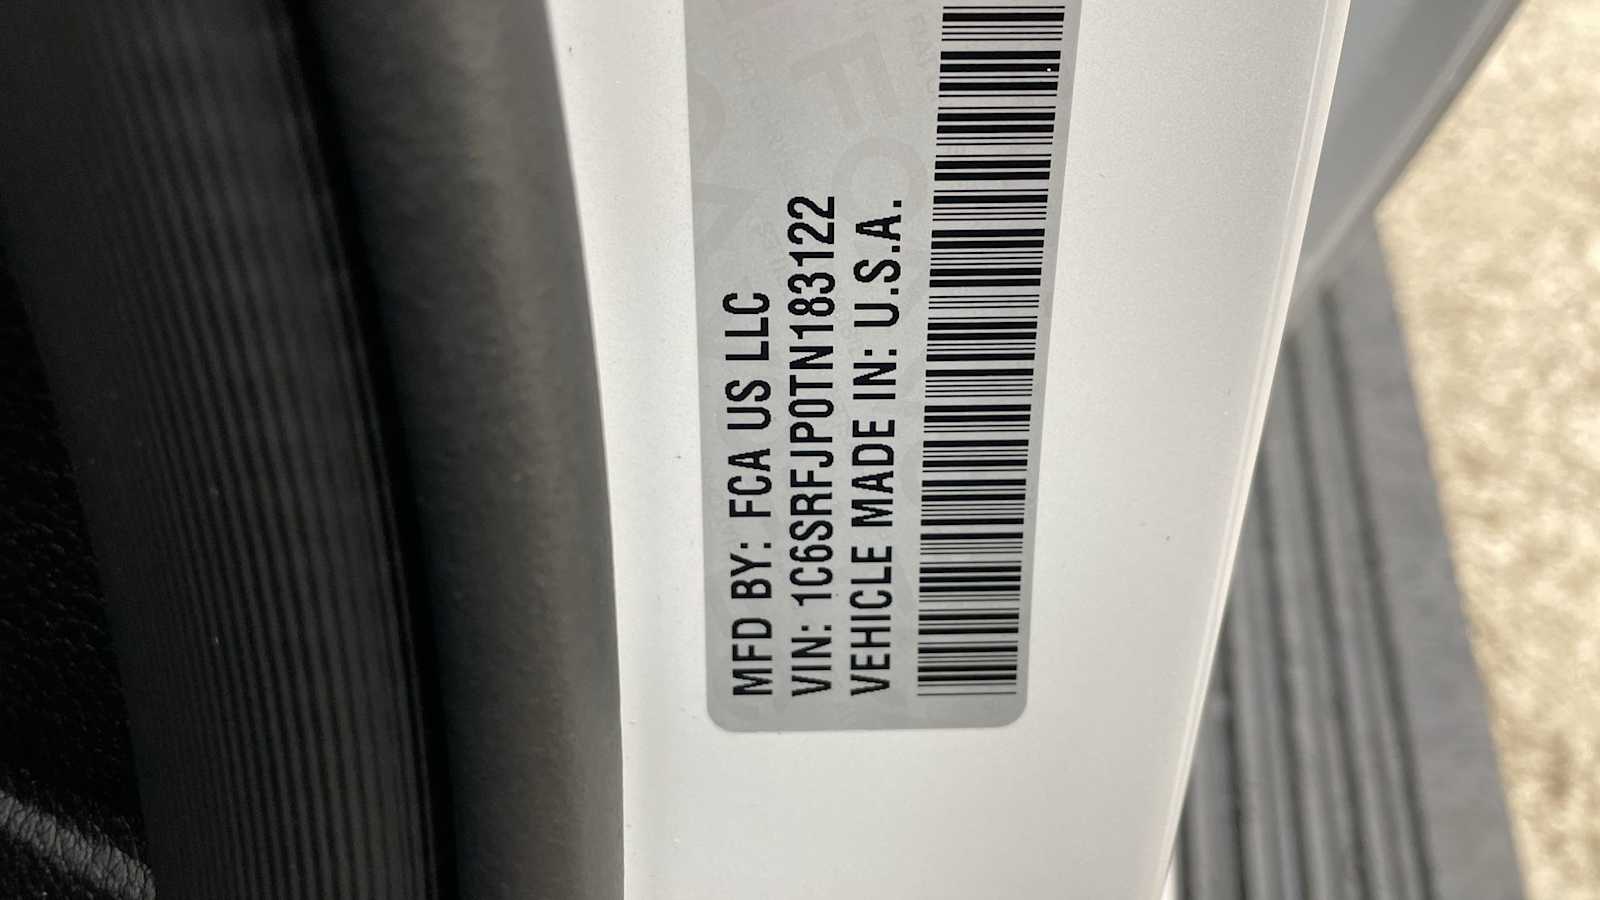 MFD BY: FCA US LLC
VIN: 1C6SRFJP0TN183122
VEHICLE MADE IN: U.S.A.